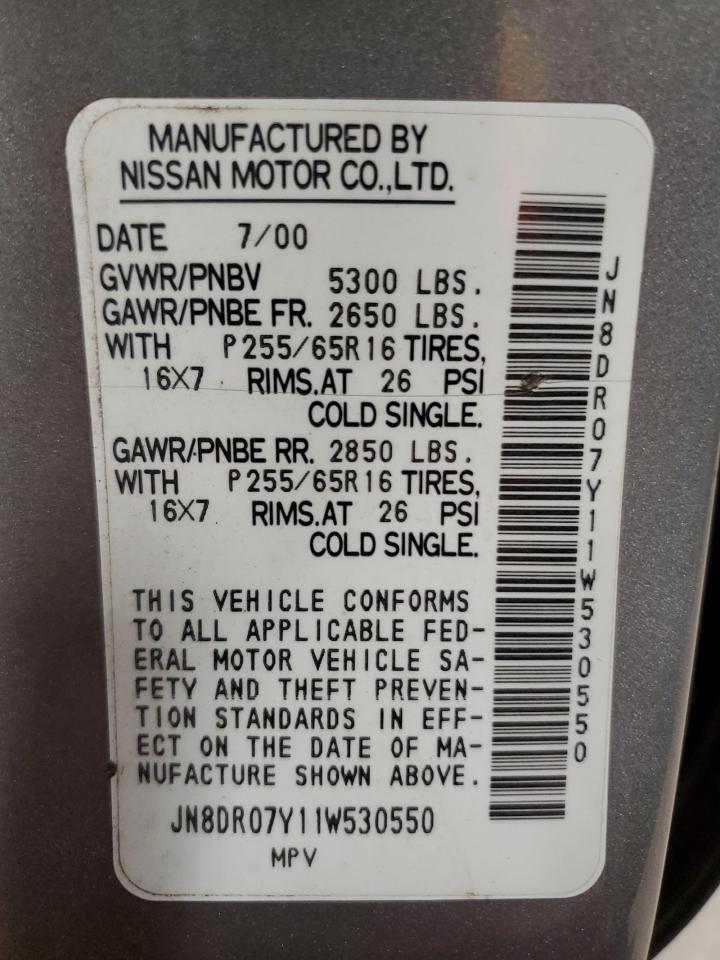 MANUFACTURED BY
NISSAN MOTOR CO.,LTD.
DATE 7/00
GVWR/PNBV 5300 LBS.
GAWR/PNBE FR. 2650 LBS.
WITH P255/65R16 TIRES,
16X7 RIMS.AT 26 PSI
COLD SINGLE.
GAWR/PNBE RR. 2850 LBS.
WITH P255/65R16 TIRES,
16X7 RIMS.AT 26 PSI
COLD SINGLE.
THIS VEHICLE CONFORMS
TO ALL APPLICABLE FED-
ERAL MOTOR VEHICLE SA-
FETY AND THEFT PREVEN-
TION STANDARDS IN EFF-
ECT ON THE DATE OF MA-
NUFACTURE SHOWN ABOVE.
JN8DR07Y11W530550
MPV
JN8DR07Y11W530550